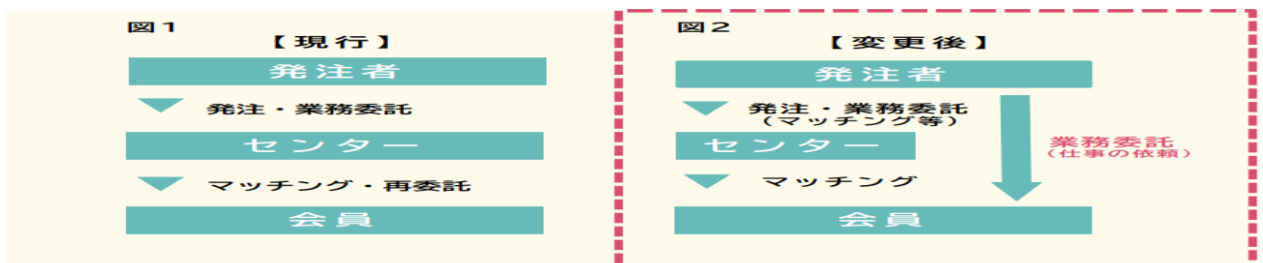 図1
【現行】
発注者
発注・業務委託
センター
マッチング・再委託
会員
図2
【変更後】
発注者
発注・業務委託
(マッチング等)
センター
業務委託
(仕事の依頼)
マッチング
会員